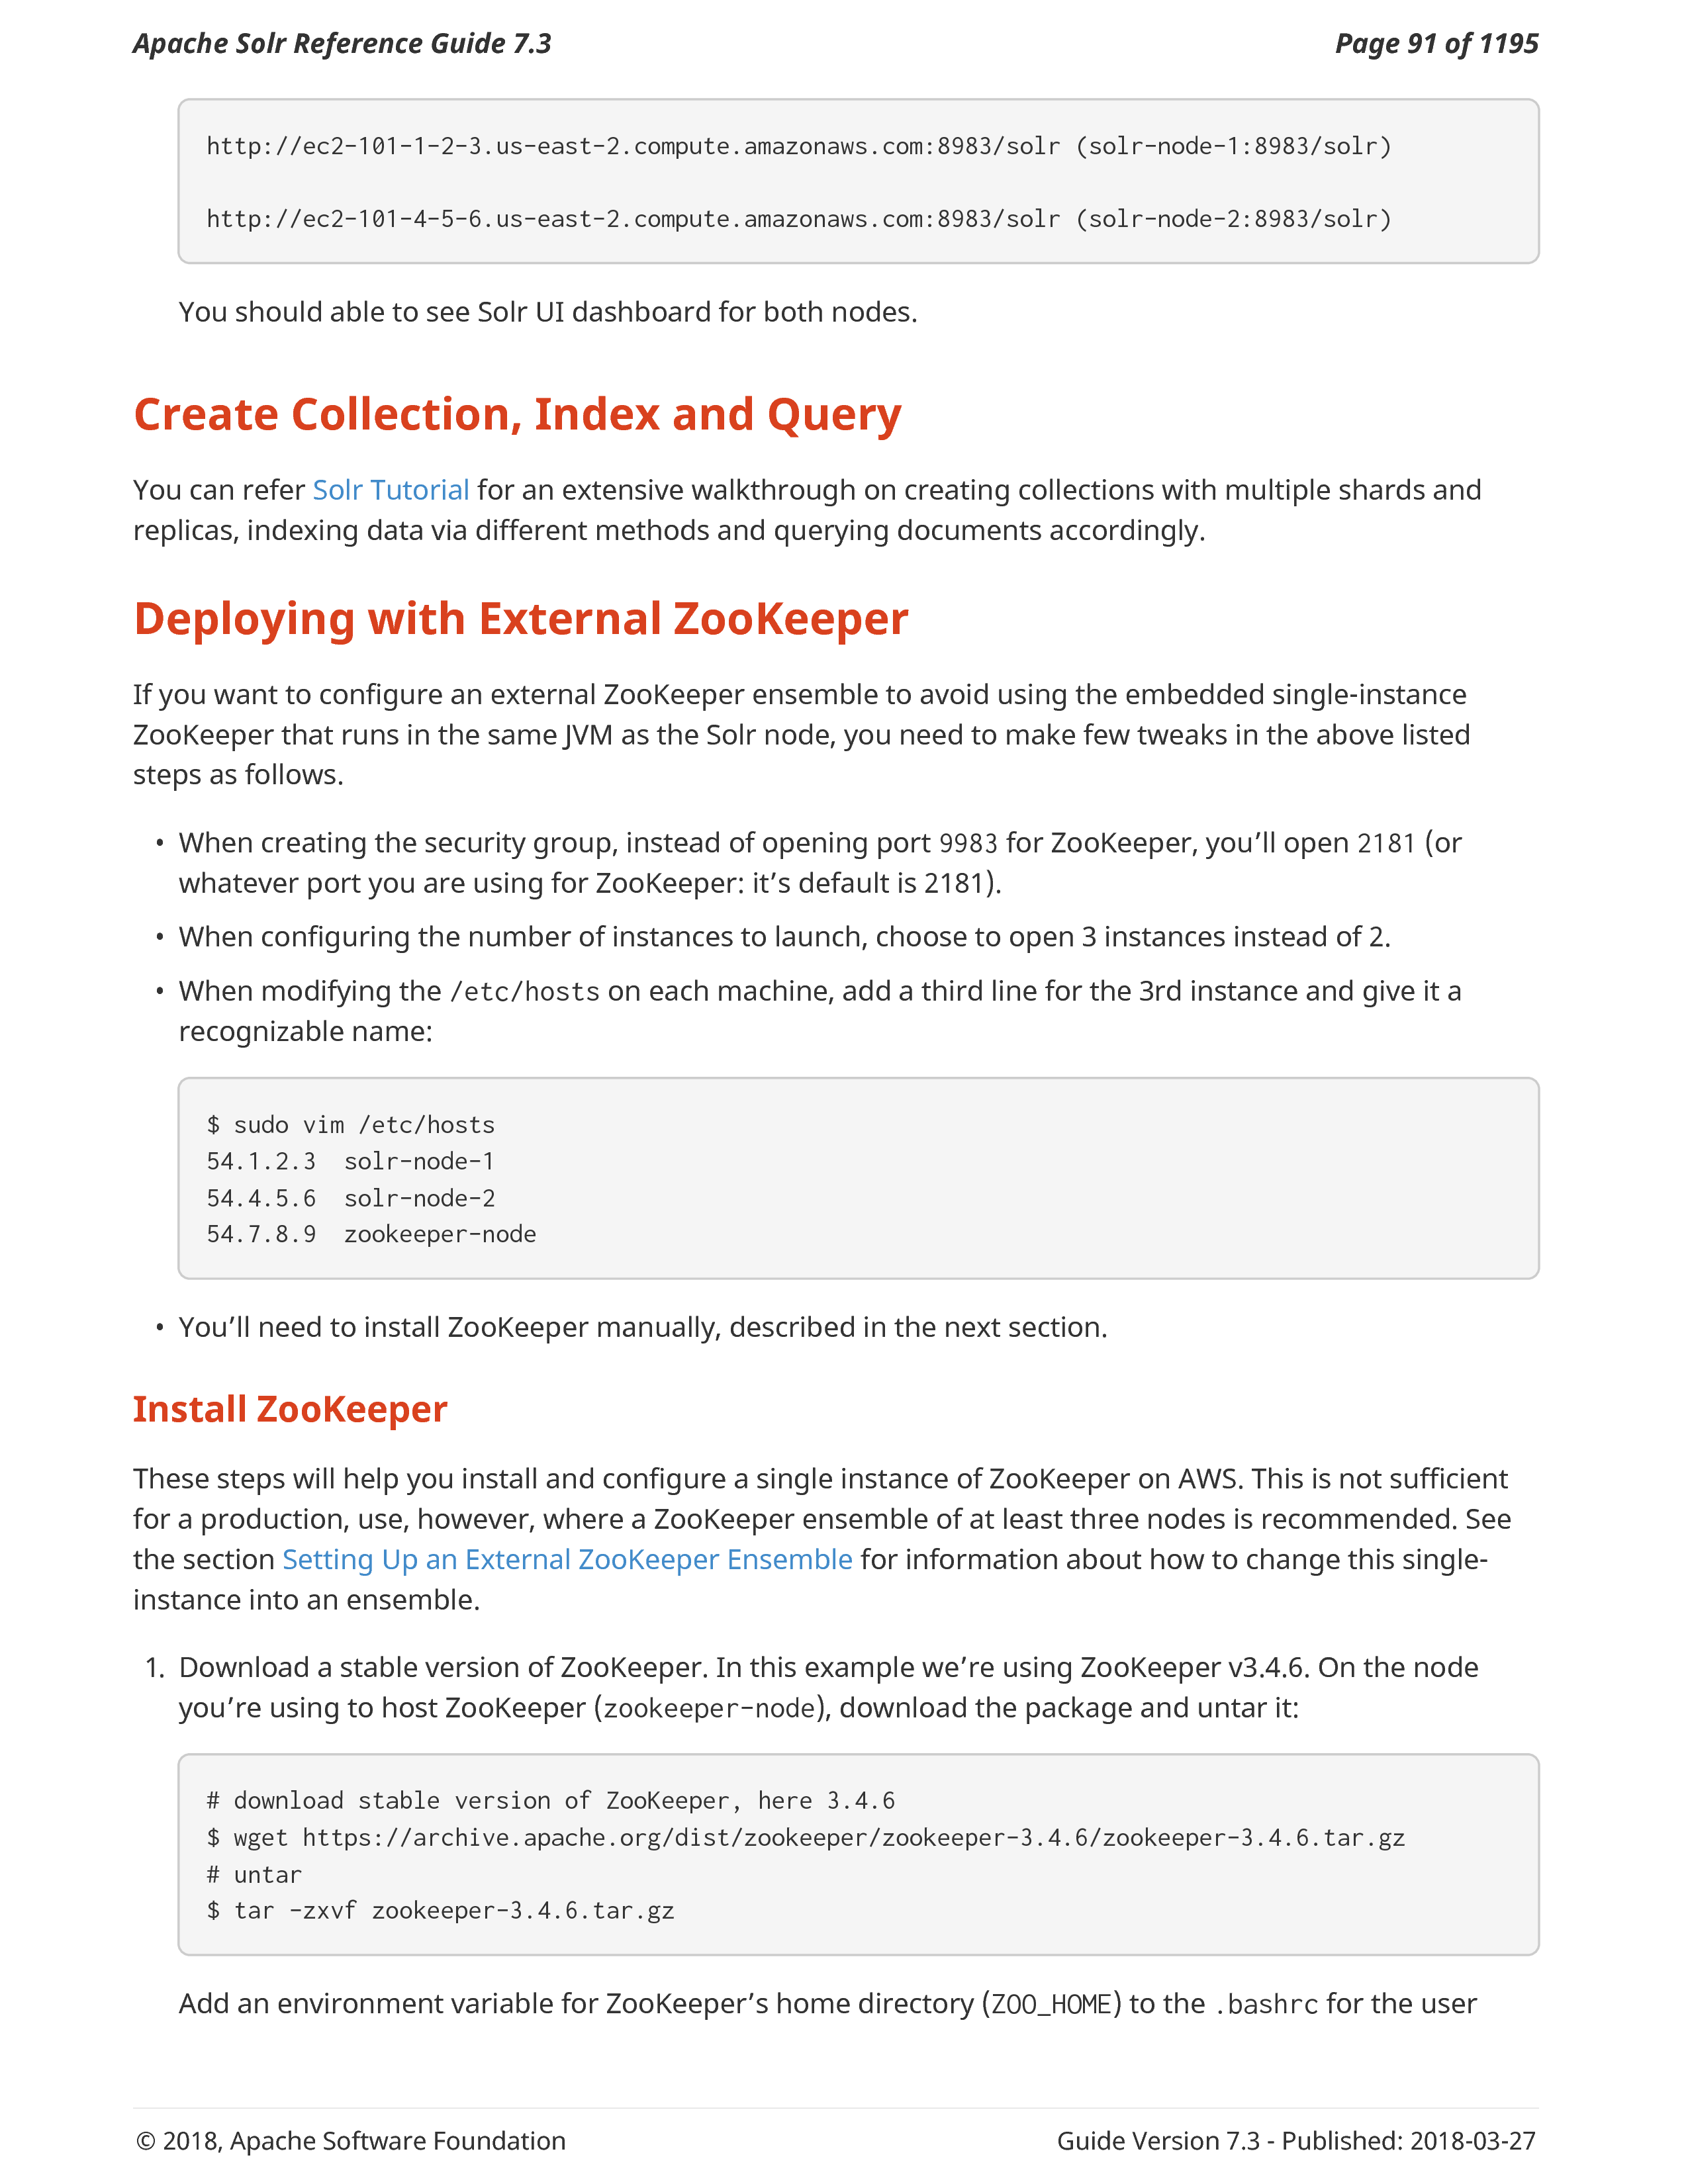 Apache Solr Reference Guide 7.3 Page 91 of 1195
http://ec2-101-1-2-3.us-east-2.compute.amazonaws.com:8983/solr (solr-node-1:8983/solr)
http://ec2-101-4-5-6.us-east-2.compute.amazonaws.com:8983/solr (solr-node-2:8983/solr)
You should able to see Solr UI dashboard for both nodes.
Create Collection, Index and Query
You can refer Solr Tutorial for an extensive walkthrough on creating collections with multiple shards and
replicas, indexing data via different methods and querying documents accordingly.
Deploying with External ZooKeeper
If you want to configure an external ZooKeeper ensemble to avoid using the embedded single-instance
ZooKeeper that runs in the same JVM as the Solr node, you need to make few tweaks in the above listed
steps as follows.
• When creating the security group, instead of opening port 9983 for ZooKeeper, you’ll open 2181 (or
whatever port you are using for ZooKeeper: it’s default is 2181).
• When configuring the number of instances to launch, choose to open 3 instances instead of 2.
• When modifying the /etc/hosts on each machine, add a third line for the 3rd instance and give it a
recognizable name:
$ sudo vim /etc/hosts
54.1.2.3  solr-node-1
54.4.5.6  solr-node-2
54.7.8.9  zookeeper-node
• You’ll need to install ZooKeeper manually, described in the next section.
Install ZooKeeper
These steps will help you install and configure a single instance of ZooKeeper on AWS. This is not sufficient
for a production, use, however, where a ZooKeeper ensemble of at least three nodes is recommended. See
the section Setting Up an External ZooKeeper Ensemble for information about how to change this single-
instance into an ensemble.
1. Download a stable version of ZooKeeper. In this example we’re using ZooKeeper v3.4.6. On the node
you’re using to host ZooKeeper (zookeeper-node), download the package and untar it:
# download stable version of ZooKeeper, here 3.4.6
$ wget https://archive.apache.org/dist/zookeeper/zookeeper-3.4.6/zookeeper-3.4.6.tar.gz
# untar
$ tar -zxvf zookeeper-3.4.6.tar.gz
Add an environment variable for ZooKeeper’s home directory (ZOO_HOME) to the .bashrc for the user
© 2018, Apache Software Foundation Guide Version 7.3 - Published: 2018-03-27